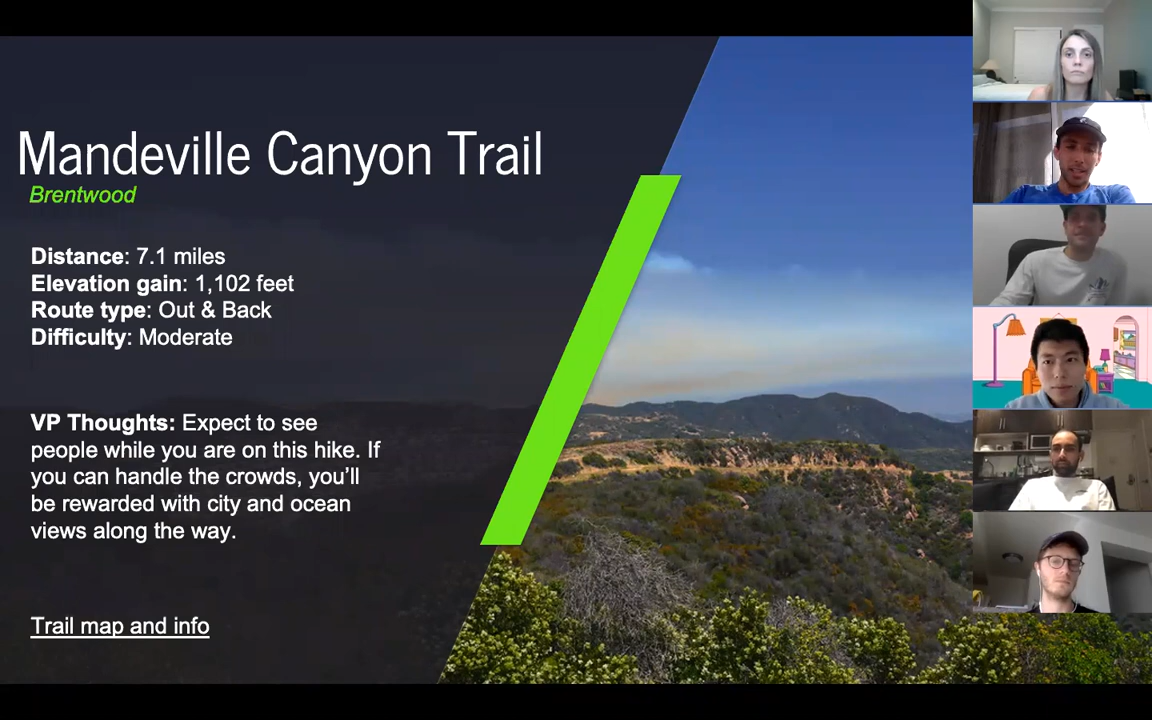 Mandeville Canyon Trail
Brentwood
Distance: 7.1 miles
Elevation gain: 1,102 feet
Route type: Out & Back
Difficulty: Moderate
VP Thoughts: Expect to see
people while you are on this hike. If
you can handle the crowds, you’ll
be rewarded with city and ocean
views along the way.
Trail map and info